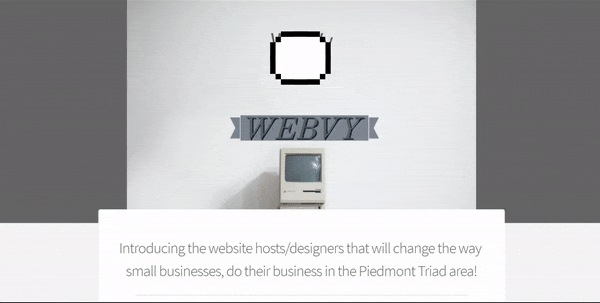 WEBVY
Introducing the website hosts/designers that will change the way
small businesses, do their business in the Piedmont Triad area!